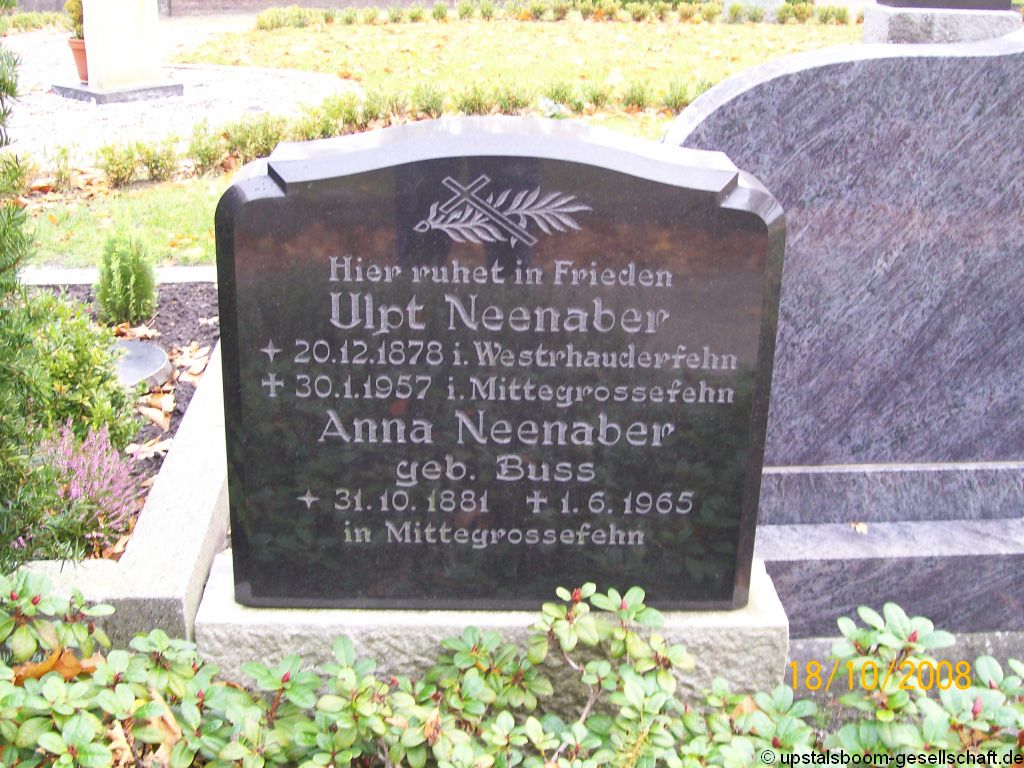 Hier ruhet in Frieden
Ulpt Neenaber
✦ 20.12.1878 i. Westrhauderfehn
✝ 30.1.1957 i. Mittegrossefehn
Anna Neenaber
geb. Buss
✦ 31.10.1881 ✝ 1.6.1965
in Mittegrossefehn
18/10/2008
© upstalsboom-gesellschaft.de